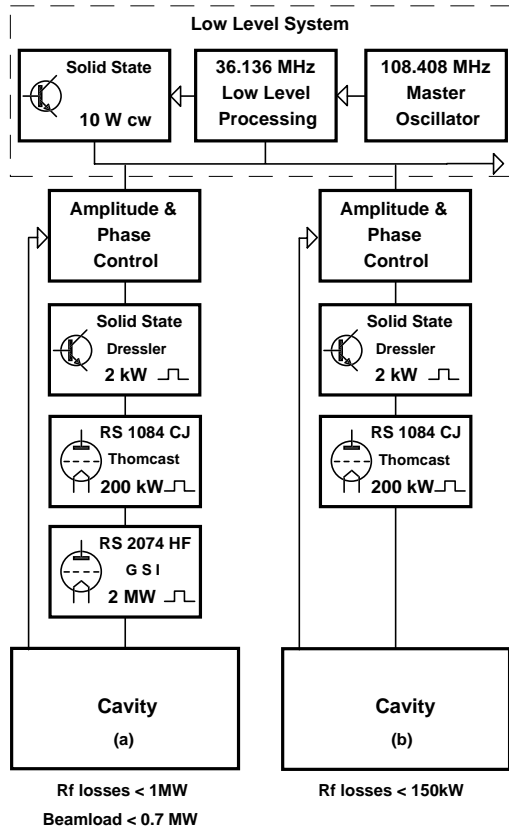 Low Level System
Solid State
10 W cw
36.136 MHz
Low Level
Processing
108.408 MHz
Master
Oscillator
Amplitude &
Phase
Control
Solid State
Dressler
2 kW
RS 1084 CJ
Thomcast
200 kW
RS 2074 HF
G S I
2 MW
Cavity
(a)
Rf losses < 1MW
Beamload < 0.7 MW
Amplitude &
Phase
Control
Solid State
Dressler
2 kW
RS 1084 CJ
Thomcast
200 kW
Cavity
(b)
Rf losses < 150kW